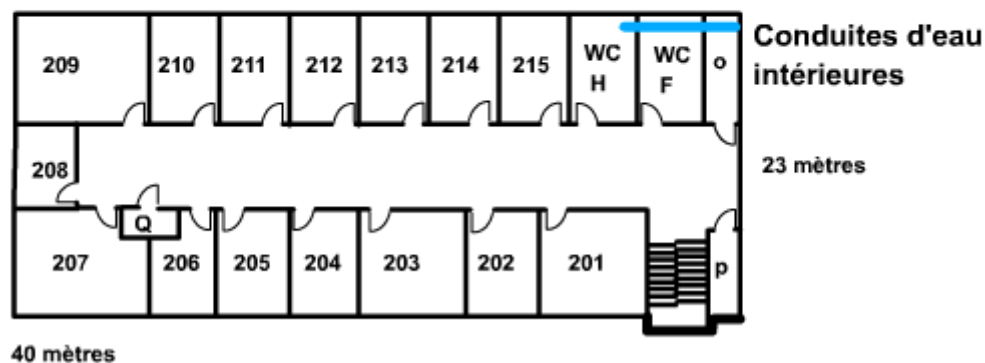 209
210
211
212
213
214
215
WC
H
WC
F
o
Conduites d'eau
intérieures
208
23 mètres
Q
207
206
205
204
203
202
201
p
40 mètres